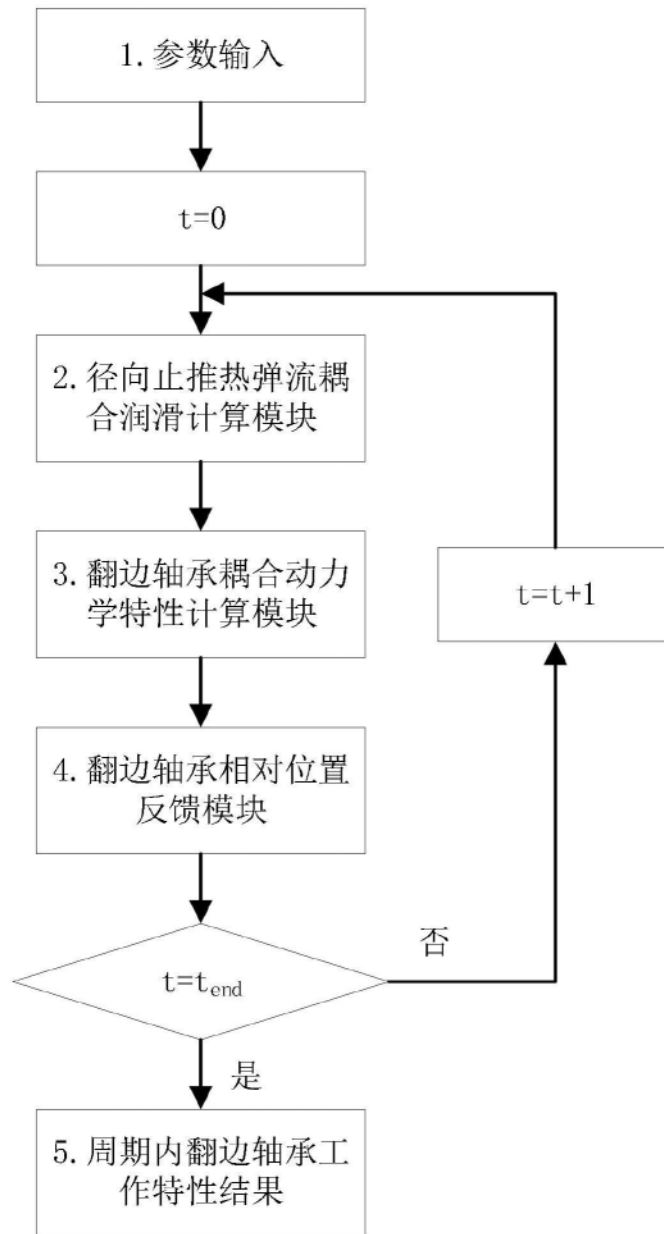 1. 参数输入
t=0
2. 径向止推热弹流耦
合润滑计算模块
3. 翻边轴承耦合动力
学特性计算模块
t=t+1
4. 翻边轴承相对位置
反馈模块
否
t=tend
是
5. 周期内翻边轴承工
作特性结果